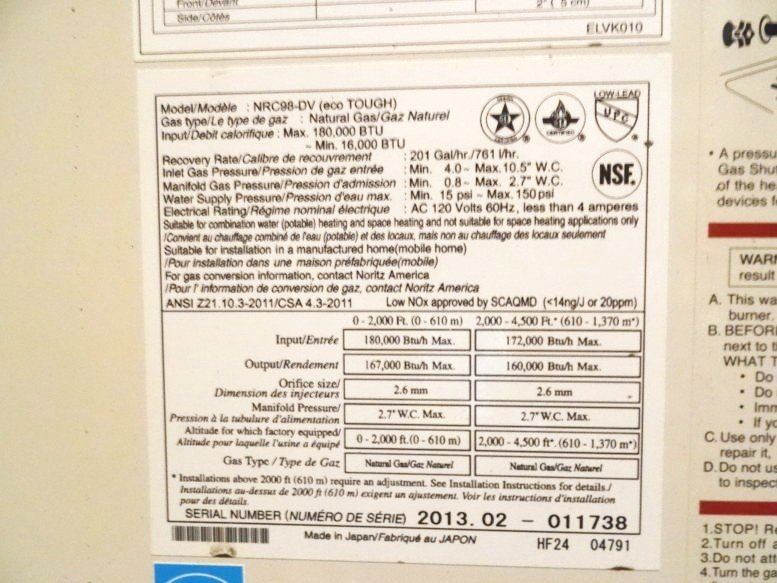 Front/Devant
2" ( 5 cm)
Side/Côtés
ELVK010
Model/Modèle : NRC98-DV (eco TOUGH)
Gas type/Le type de gaz : Natural Gas/Gaz Naturel
Input/Debit calorifique : Max. 180,000 BTU
~ Min. 16,000 BTU
LOW-LEAD
UPC
CERTIFIED
Recovery Rate/Calibre de recouvrement : 201 Gal/hr./761 l/hr.
Inlet Gas Pressure/Pression de gaz entrée : Min. 4.0~ Max.10.5" W.C.
Manifold Gas Pressure/Pression d'admission : Min. 0.8~ Max. 2.7" W.C.
Water Supply Pressure/Pression d'eau max. : Min. 15 psi ~ Max. 150psi
Electrical Rating/Régime nominal électrique : AC 120 Volts 60Hz, less than 4 amperes
NSF.
Suitable for combination water (potable) heating and space heating and not suitable for space heating applications only
/Convient au chauffage combiné de l'eau (potable) et des locaux, mais non au chauffage des locaux seulement
Suitable for installation in a manufactured home(mobile home)
/Pour installation dans une maison préfabriquée(mobile)
For gas conversion information, contact Noritz America
/Pour l' information de conversion de gaz, contact Noritz America
ANSI Z21.10.3-2011/CSA 4.3-2011 Low NOx approved by SCAQMD (<14ng/J or 20ppm)
0 - 2,000 Ft. (0 - 610 m) 2,000 - 4,500 Ft.* (610 - 1,370 m*)
Input/Entrée 180,000 Btu/h Max. 172,000 Btu/h Max.
Output/Rendement 167,000 Btu/h Max. 160,000 Btu/h Max.
Orifice size/
Dimension des injecteurs 2.6 mm 2.6 mm
Manifold Pressure/
Pression à la tubulure d'alimentation 2.7" W.C. Max. 2.7" W.C. Max.
Altitude for which factory equipped/
Altitude pour laquelle l'usine a équipé 0 - 2,000 ft.(0 - 610 m) 2,000 - 4,500 ft*. (610 - 1,370 m*)
Gas Type / Type de Gaz Natural Gas/Gaz Naturel Natural Gas/Gaz Naturel
* Installations above 2000 ft (610 m) require an adjustment. See Installation Instructions for details./
Installations au-dessus de 2000 ft (610 m) exigent un ajustement. Voir les instructions d'installation
pour des détails.
SERIAL NUMBER (NUMÉRO DE SÉRIE) 2013. 02 - 011738
Made in Japan/Fabriqué au JAPON HF24 04791
• A pressu
Gas Shut
of the he
devices f
WARN
result
A. This wa
burner.
B. BEFOR
next to t
WHAT T
• Do
• Do
• Imm
• If yo
C. Use only
repair it,
D. Do not us
to inspect
1.STOP! R
2.Turn off a
3.Do not att
4.Turn the ga